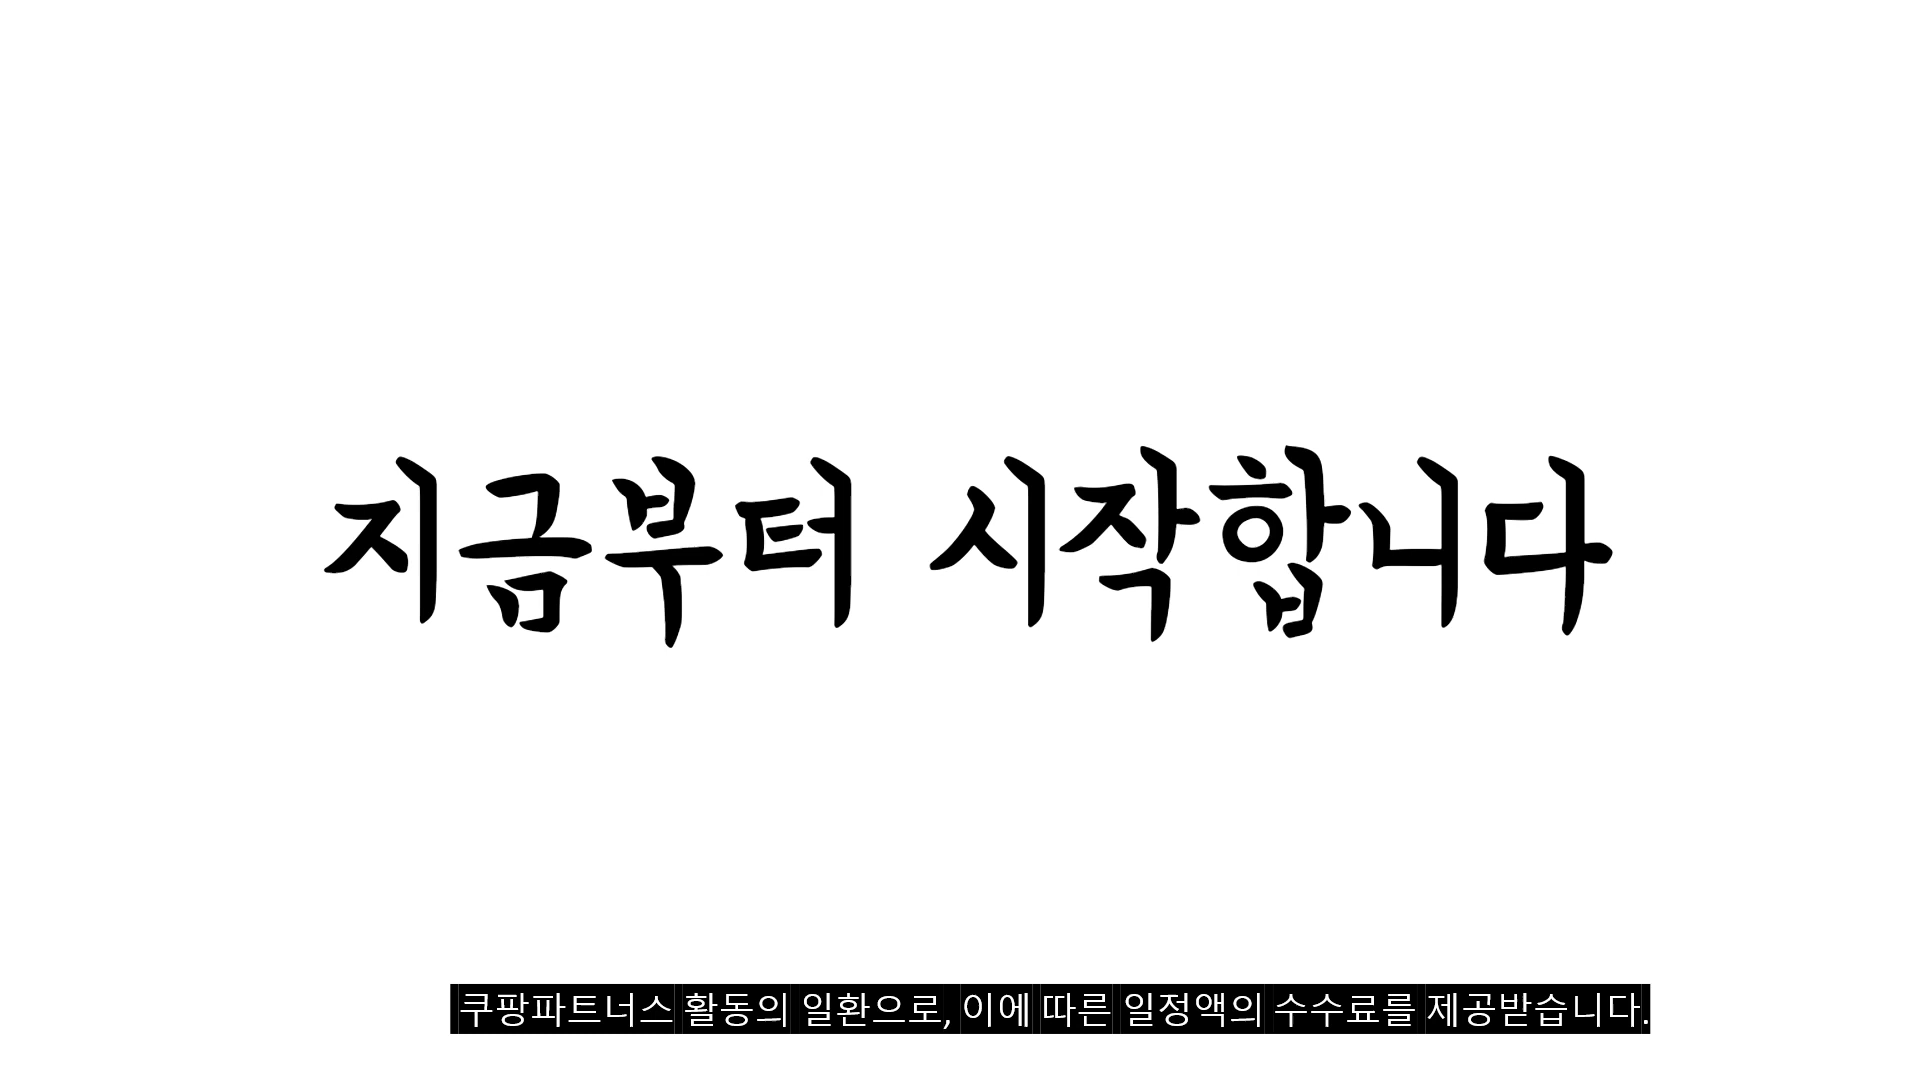 지금부터 시작합니다
쿠팡파트너스 활동의 일환으로, 이에 따른 일정액의 수수료를 제공받습니다.